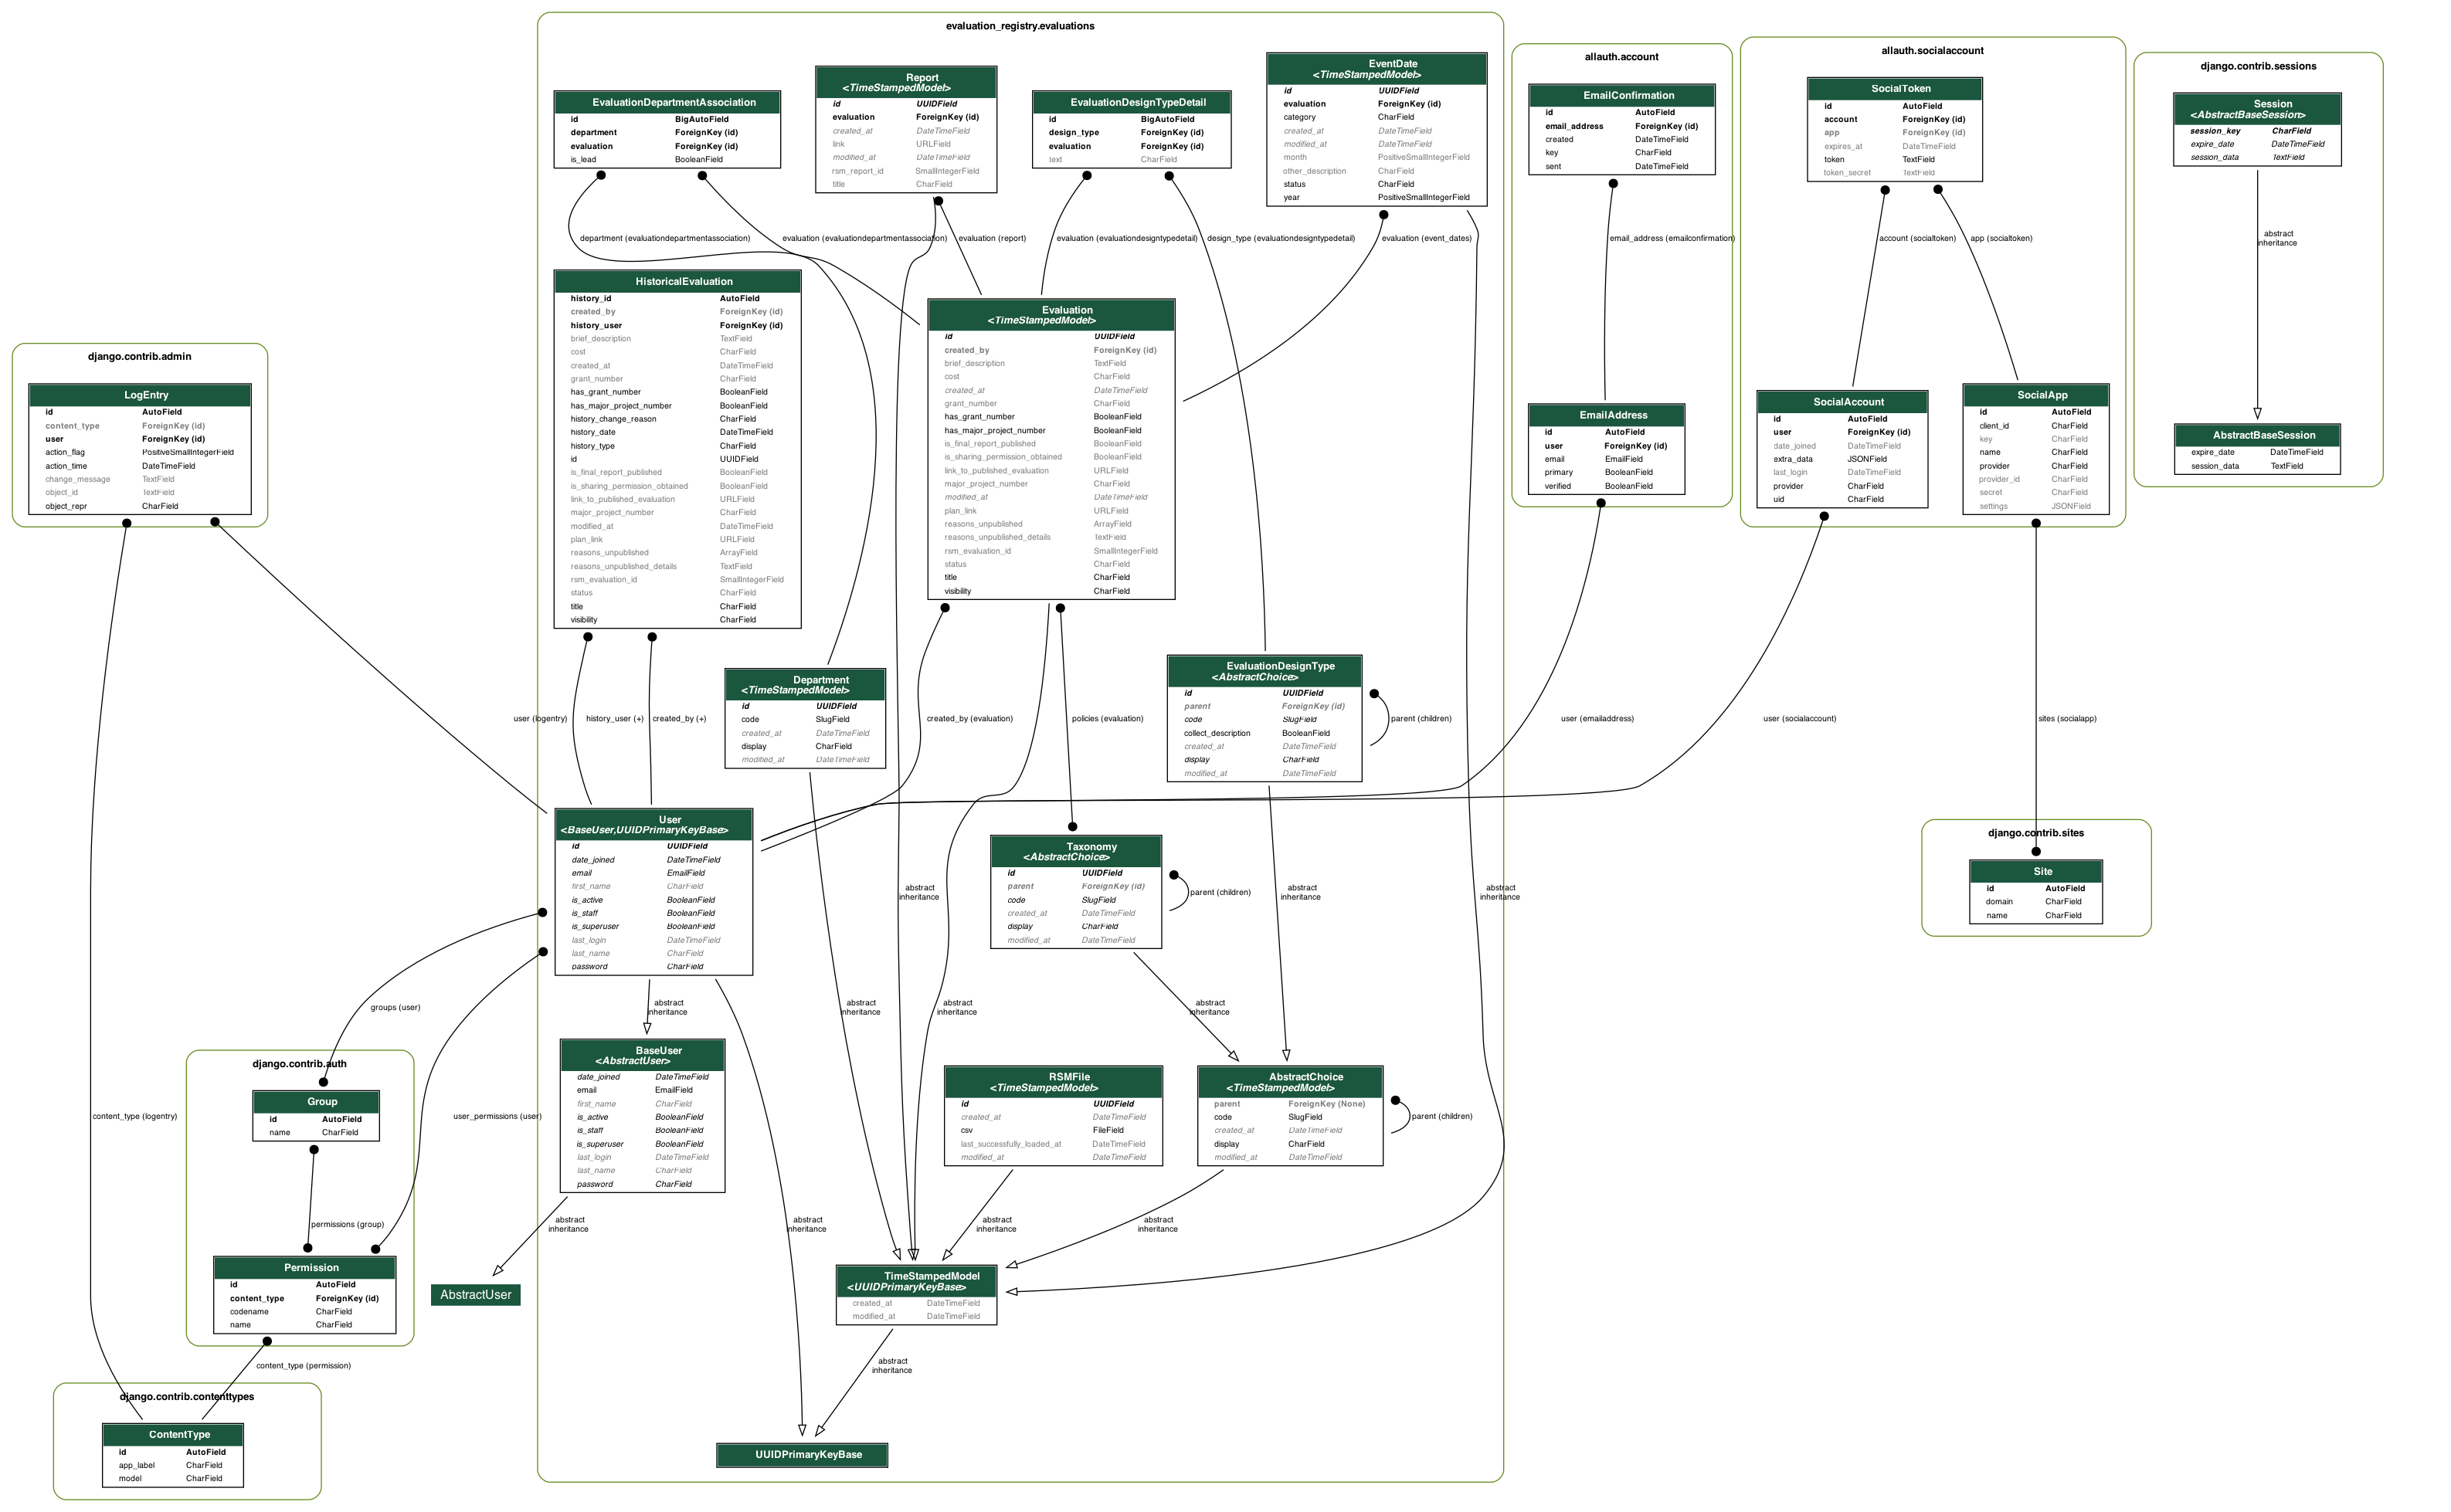 evaluation_registry.evaluations
EvaluationDepartmentAssociation
id BigAutoField
department ForeignKey (id)
evaluation ForeignKey (id)
is_lead BooleanField
Report
<TimeStampedModel>
id UUIDField
evaluation ForeignKey (id)
created_at DateTimeField
link URLField
modified_at DateTimeField
rsm_report_id SmallIntegerField
title CharField
EvaluationDesignTypeDetail
id BigAutoField
design_type ForeignKey (id)
evaluation ForeignKey (id)
text CharField
EventDate
<TimeStampedModel>
id UUIDField
evaluation ForeignKey (id)
category CharField
created_at DateTimeField
modified_at DateTimeField
month PositiveSmallIntegerField
other_description CharField
status CharField
year PositiveSmallIntegerField
allauth.account
EmailConfirmation
id AutoField
email_address ForeignKey (id)
created DateTimeField
key CharField
sent DateTimeField
allauth.socialaccount
SocialToken
id AutoField
account ForeignKey (id)
app ForeignKey (id)
expires_at DateTimeField
token TextField
token_secret TextField
django.contrib.sessions
Session
<AbstractBaseSession>
session_key CharField
expire_date DateTimeField
session_data TextField
department (evaluationdepartmentassociation)
evaluation (evaluationdepartmentassociation)
evaluation (report)
evaluation (evaluationdesigntypedetail)
design_type (evaluationdesigntypedetail)
evaluation (event_dates)
email_address (emailconfirmation)
account (socialtoken)
app (socialtoken)
abstract
inheritance
HistoricalEvaluation
history_id AutoField
created_by ForeignKey (id)
history_user ForeignKey (id)
brief_description TextField
cost CharField
created_at DateTimeField
grant_number CharField
has_grant_number BooleanField
has_major_project_number BooleanField
history_change_reason CharField
history_date DateTimeField
history_type CharField
id UUIDField
is_final_report_published BooleanField
is_sharing_permission_obtained BooleanField
link_to_published_evaluation URLField
major_project_number CharField
modified_at DateTimeField
plan_link URLField
reasons_unpublished ArrayField
reasons_unpublished_details TextField
rsm_evaluation_id SmallIntegerField
status CharField
title CharField
visibility CharField
Evaluation
<TimeStampedModel>
id UUIDField
created_by ForeignKey (id)
brief_description TextField
cost CharField
created_at DateTimeField
grant_number CharField
has_grant_number BooleanField
has_major_project_number BooleanField
is_final_report_published BooleanField
is_sharing_permission_obtained BooleanField
link_to_published_evaluation URLField
major_project_number CharField
modified_at DateTimeField
plan_link URLField
reasons_unpublished ArrayField
reasons_unpublished_details TextField
rsm_evaluation_id SmallIntegerField
status CharField
title CharField
visibility CharField
django.contrib.admin
LogEntry
id AutoField
content_type ForeignKey (id)
user ForeignKey (id)
action_flag PositiveSmallIntegerField
action_time DateTimeField
change_message TextField
object_id TextField
object_repr CharField
EmailAddress
id AutoField
user ForeignKey (id)
email EmailField
primary BooleanField
verified BooleanField
SocialAccount
id AutoField
user ForeignKey (id)
date_joined DateTimeField
extra_data JSONField
last_login DateTimeField
provider CharField
uid CharField
SocialApp
id AutoField
client_id CharField
key CharField
name CharField
provider CharField
provider_id CharField
secret CharField
settings JSONField
AbstractBaseSession
expire_date DateTimeField
session_data TextField
Department
<TimeStampedModel>
id UUIDField
code SlugField
created_at DateTimeField
display CharField
modified_at DateTimeField
EvaluationDesignType
<AbstractChoice>
id UUIDField
parent ForeignKey (id)
code SlugField
collect_description BooleanField
created_at DateTimeField
display CharField
modified_at DateTimeField
user (logentry)
history_user (+)
created_by (+)
created_by (evaluation)
policies (evaluation)
parent (children)
user (emailaddress)
user (socialaccount)
sites (socialapp)
User
<BaseUser,UUIDPrimaryKeyBase>
id UUIDField
date_joined DateTimeField
email EmailField
first_name CharField
is_active BooleanField
is_staff BooleanField
is_superuser BooleanField
last_login DateTimeField
last_name CharField
password CharField
Taxonomy
<AbstractChoice>
id UUIDField
parent ForeignKey (id)
code SlugField
created_at DateTimeField
display CharField
modified_at DateTimeField
parent (children)
abstract
inheritance
abstract
inheritance
abstract
inheritance
django.contrib.sites
Site
id AutoField
domain CharField
name CharField
groups (user)
abstract
inheritance
abstract
inheritance
abstract
inheritance
abstract
inheritance
BaseUser
<AbstractUser>
date_joined DateTimeField
email EmailField
first_name CharField
is_active BooleanField
is_staff BooleanField
is_superuser BooleanField
last_login DateTimeField
last_name CharField
password CharField
RSMFile
<TimeStampedModel>
id UUIDField
created_at DateTimeField
csv FileField
last_successfully_loaded_at DateTimeField
modified_at DateTimeField
AbstractChoice
<TimeStampedModel>
parent ForeignKey (None)
code SlugField
created_at DateTimeField
display CharField
modified_at DateTimeField
parent (children)
django.contrib.auth
Group
id AutoField
name CharField
content_type (logentry)
user_permissions (user)
permissions (group)
abstract
inheritance
abstract
inheritance
abstract
inheritance
abstract
inheritance
Permission
id AutoField
content_type ForeignKey (id)
codename CharField
name CharField
AbstractUser
TimeStampedModel
<UUIDPrimaryKeyBase>
created_at DateTimeField
modified_at DateTimeField
content_type (permission)
abstract
inheritance
django.contrib.contenttypes
ContentType
id AutoField
app_label CharField
model CharField
UUIDPrimaryKeyBase